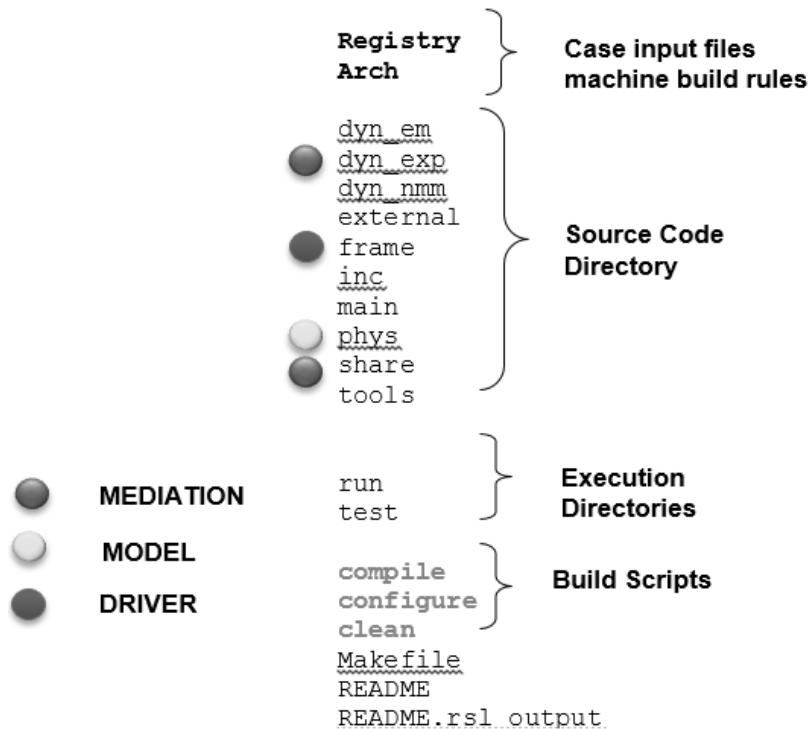 Registry
Arch
Case input files
machine build rules
dyn_em
dyn_exp
dyn_nmm
external
frame
inc
main
phys
share
tools
Source Code
Directory
run
test
Execution
Directories
MEDIATION
MODEL
DRIVER
compile
configure
clean
Build Scripts
Makefile
README
README.rsl_output